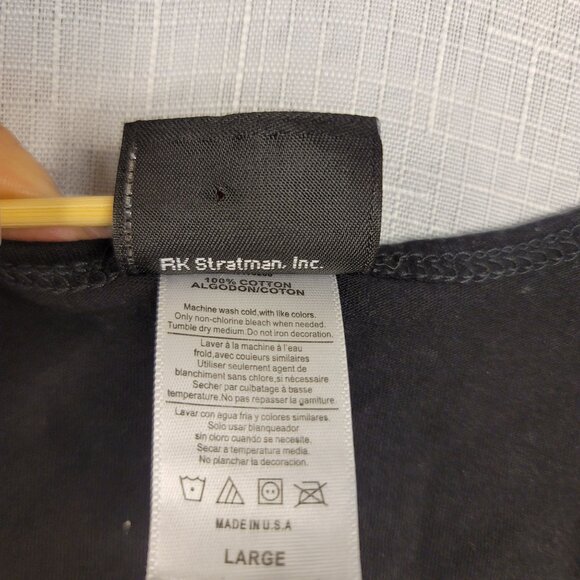 RK Stratman, Inc.
100% COTTON
ALGODON/COTON
Machine wash cold,with like colors.
Only non-chlorine bleach when needed.
Tumble dry medium.Do not iron decoration.
Laver à la machine à l'eau
froid,avec couleurs similaires
Utiliser seulement agent de
blanchiment sans chlore,si nécessaire
Secher par culbatage à basse
temperature.No pas repasser la garniture.
Lavar con agua fria y colores similares.
Solo usar blanqueador
sin cloro cuando se necesite.
Secar a temperatura media.
No planchar la decoracion.
MADE IN U.S.A
LARGE